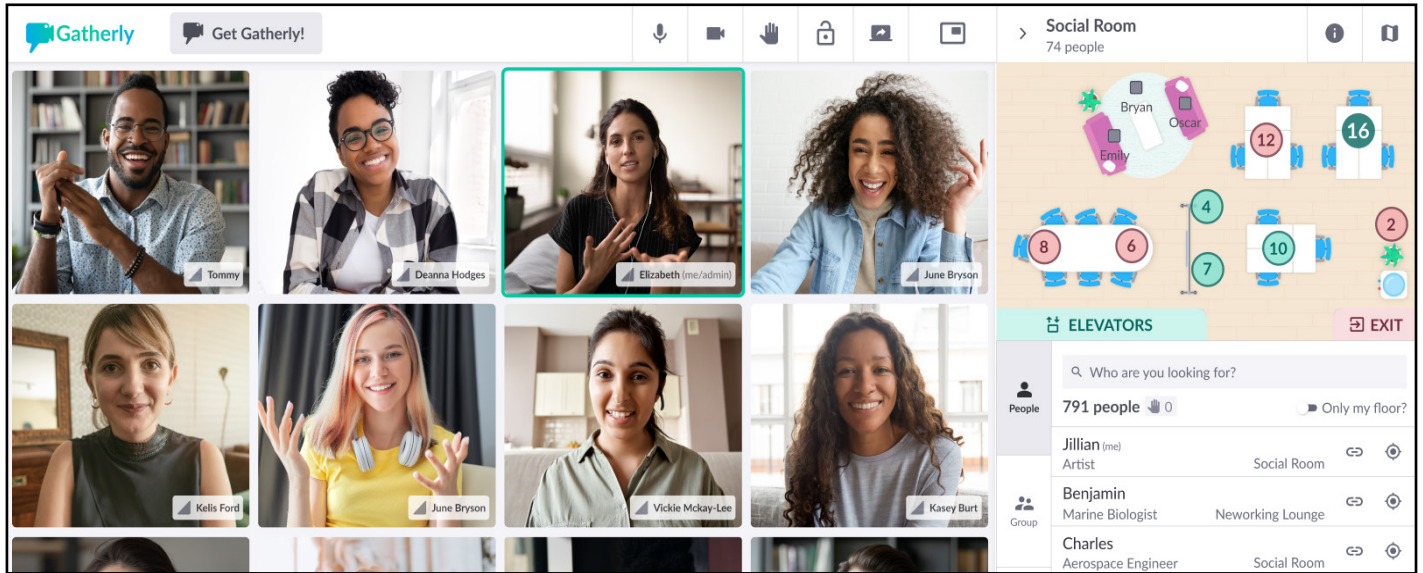 Gatherly
Get Gatherly!
Social Room
74 people
Tommy
Deanna Hodges
Elizabeth (me/admin)
June Bryson
Kelis Ford
June Bryson
Vickie Mckay-Lee
Kasey Burt
Bryan
Oscar
Emily
12
16
4
2
8
6
10
7
ELEVATORS
EXIT
Who are you looking for?
People
791 people 0
Only my floor?
Jillian (me)
Artist
Social Room
Group
Benjamin
Marine Biologist
Neworking Lounge
Charles
Aerospace Engineer
Social Room